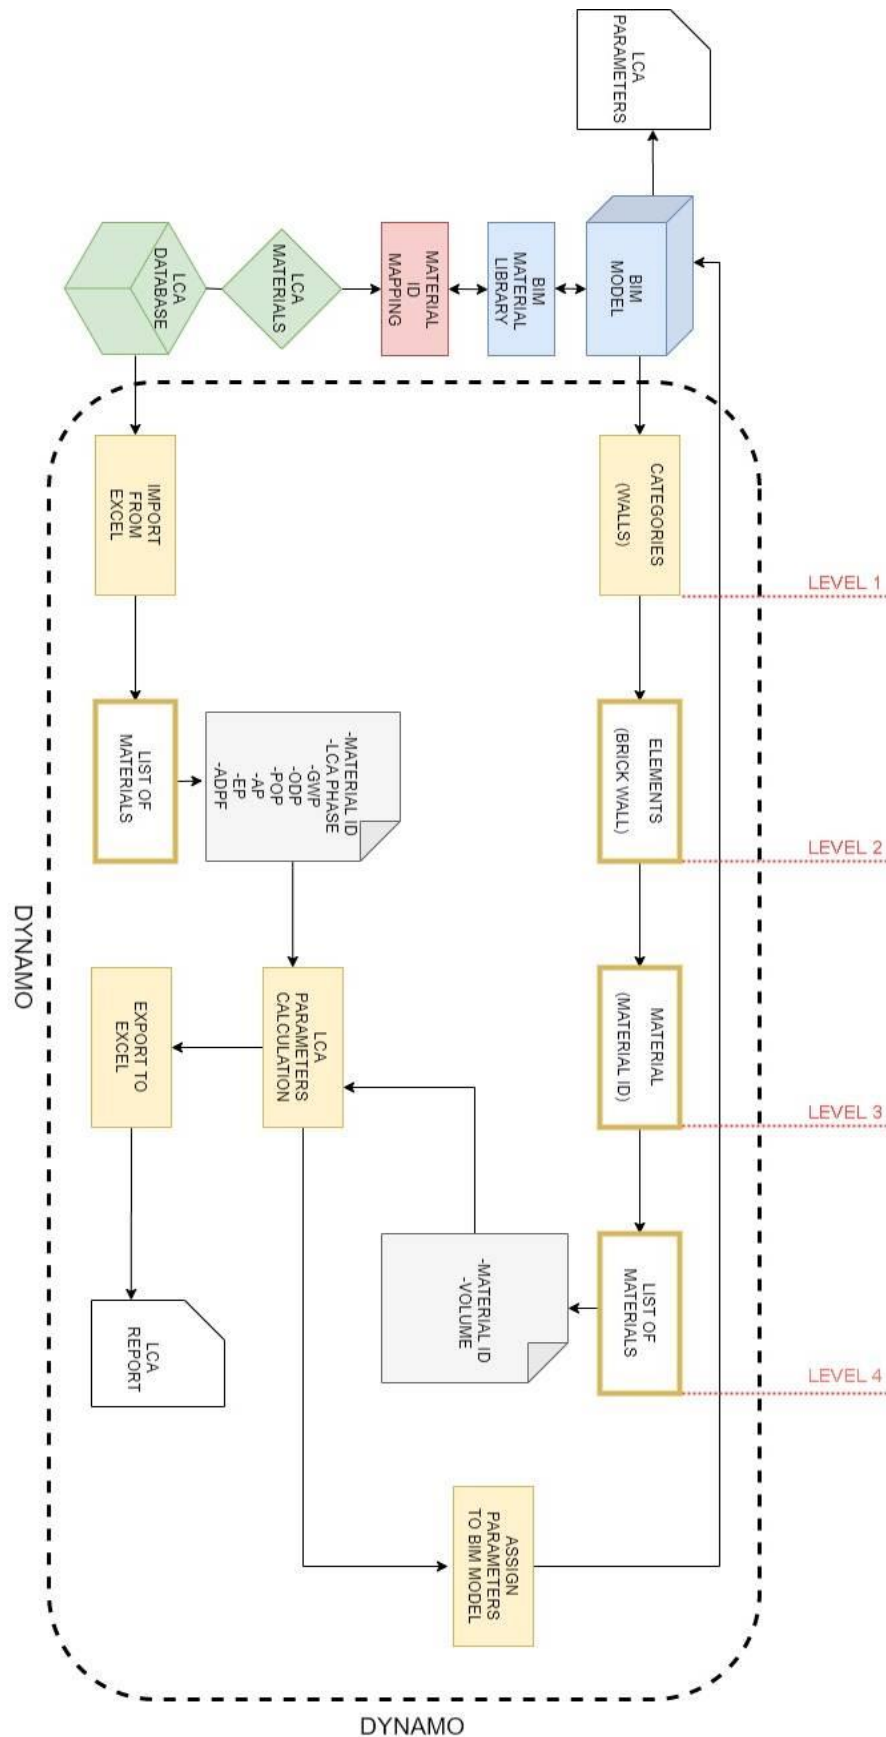 LCA
PARAMETERS
BIM
MODEL
BIM
MATERIAL
LIBRARY
MATERIAL
ID
MAPPING
LCA
MATERIALS
LCA
DATABASE
CATEGORIES
(WALLS)
LEVEL 1
IMPORT
FROM
EXCEL
ELEMENTS
(BRICK WALL)
LEVEL 2
LIST OF
MATERIALS
-MATERIAL ID
-LCA PHASE
-GWP
-ODP
-POP
-AP
-EP
-ADPF
MATERIAL
(MATERIAL ID)
LEVEL 3
LCA
PARAMETERS
CALCULATION
EXPORT TO
EXCEL
LIST OF
MATERIALS
LEVEL 4
-MATERIAL ID
-VOLUME
LCA
REPORT
ASSIGN
PARAMETERS
TO BIM MODEL
DYNAMO
DYNAMO